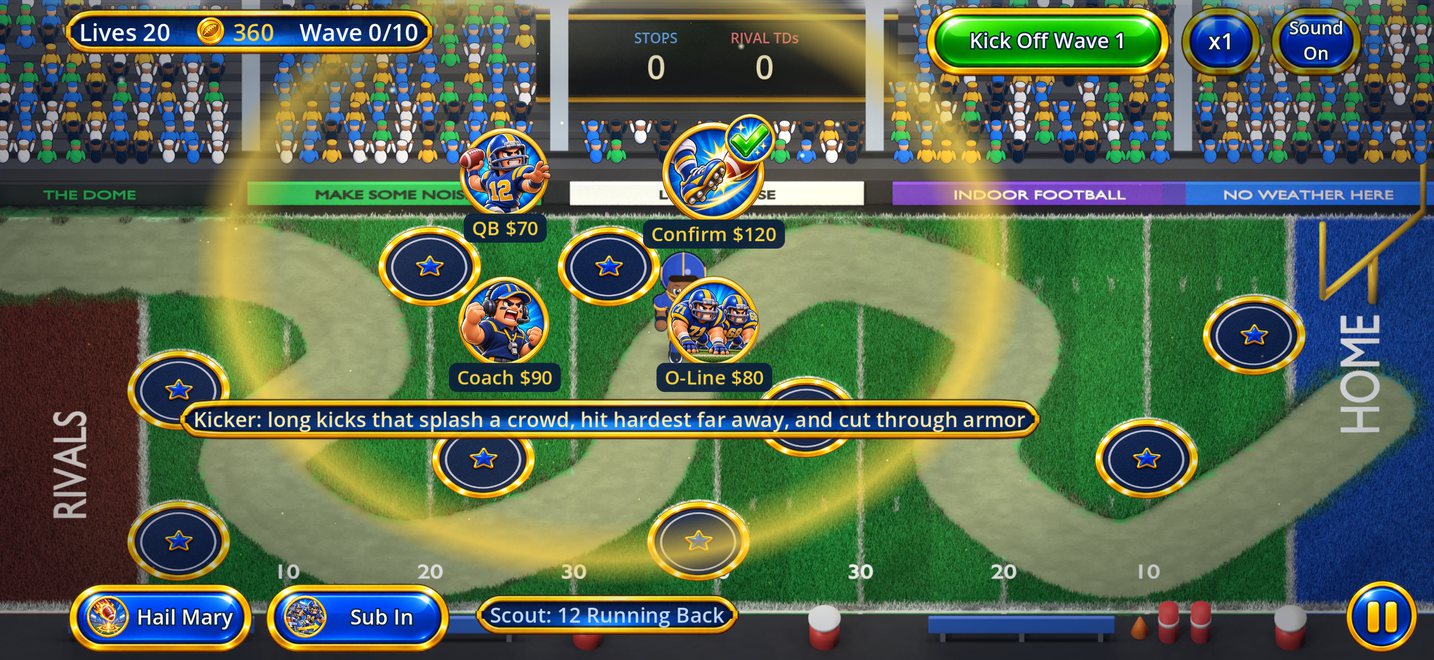 Lives 20 360 Wave 0/10
STOPS RIVAL TDs
0 0
Kick Off Wave 1
x1
Sound
On
THE DOME
MAKE SOME
INDOOR FOOTBALL
NO WEATHER HERE
12
QB $70
Confirm $120
Coach $90
O-Line $80
Kicker: long kicks that splash a crowd, hit hardest far away, and cut through armor
RIVALS
HOME
10 20 30 30 20 10
Hail Mary
Sub In
Scout: 12 Running Back